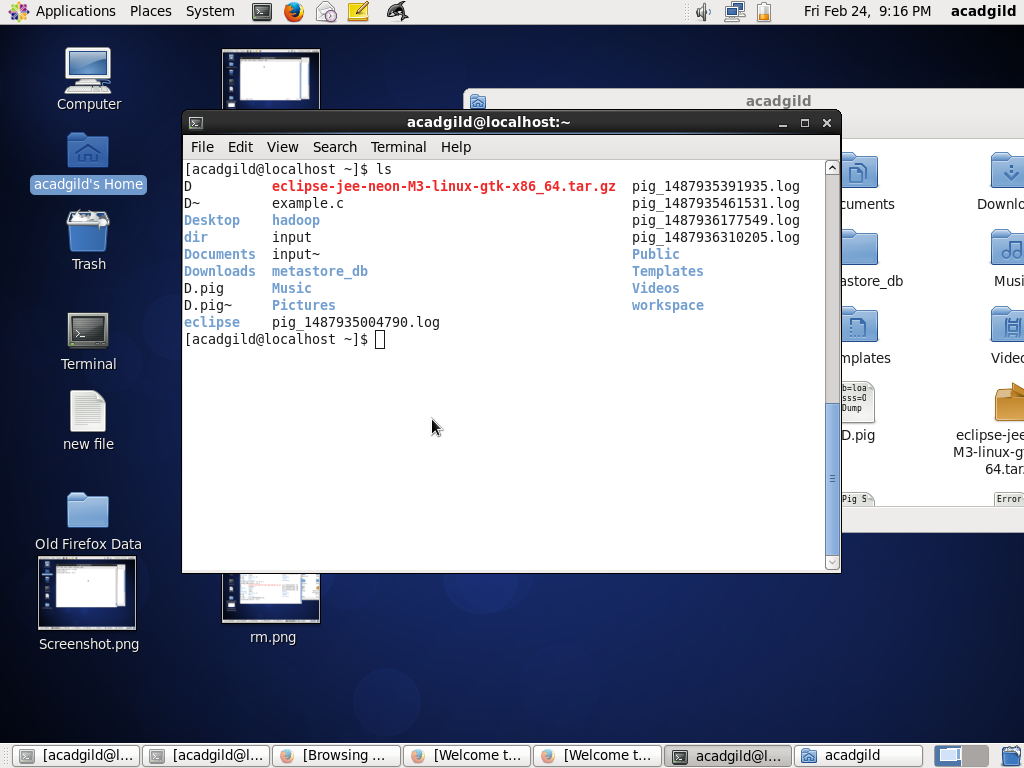 Applications Places System Fri Feb 24, 9:16 PM acadgild
Computer
acadgild's Home
Trash
Terminal
new file
Old Firefox Data
Screenshot.png
rm.png
acadgild
acadgild@localhost:~
File Edit View Search Terminal Help
[acadgild@localhost ~]$ ls
D eclipse-jee-neon-M3-linux-gtk-x86_64.tar.gz pig_1487935391935.log
D~ example.c pig_1487935461531.log
Desktop hadoop pig_1487936177549.log
dir input pig_1487936310205.log
Documents input~ Public
Downloads metastore_db Templates
D.pig Music Videos
D.pig~ Pictures workspace
eclipse pig_1487935004790.log
[acadgild@localhost ~]$
cuments Downlo
astore_db Musi
mplates Video
b=loa
sss=O
Dump
D.pig eclipse-jee
M3-linux-g
64.tar.
Pig S Error
[acadgild@l... [acadgild@l... [Browsing ... [Welcome t... [Welcome t... acadgild@l... acadgild